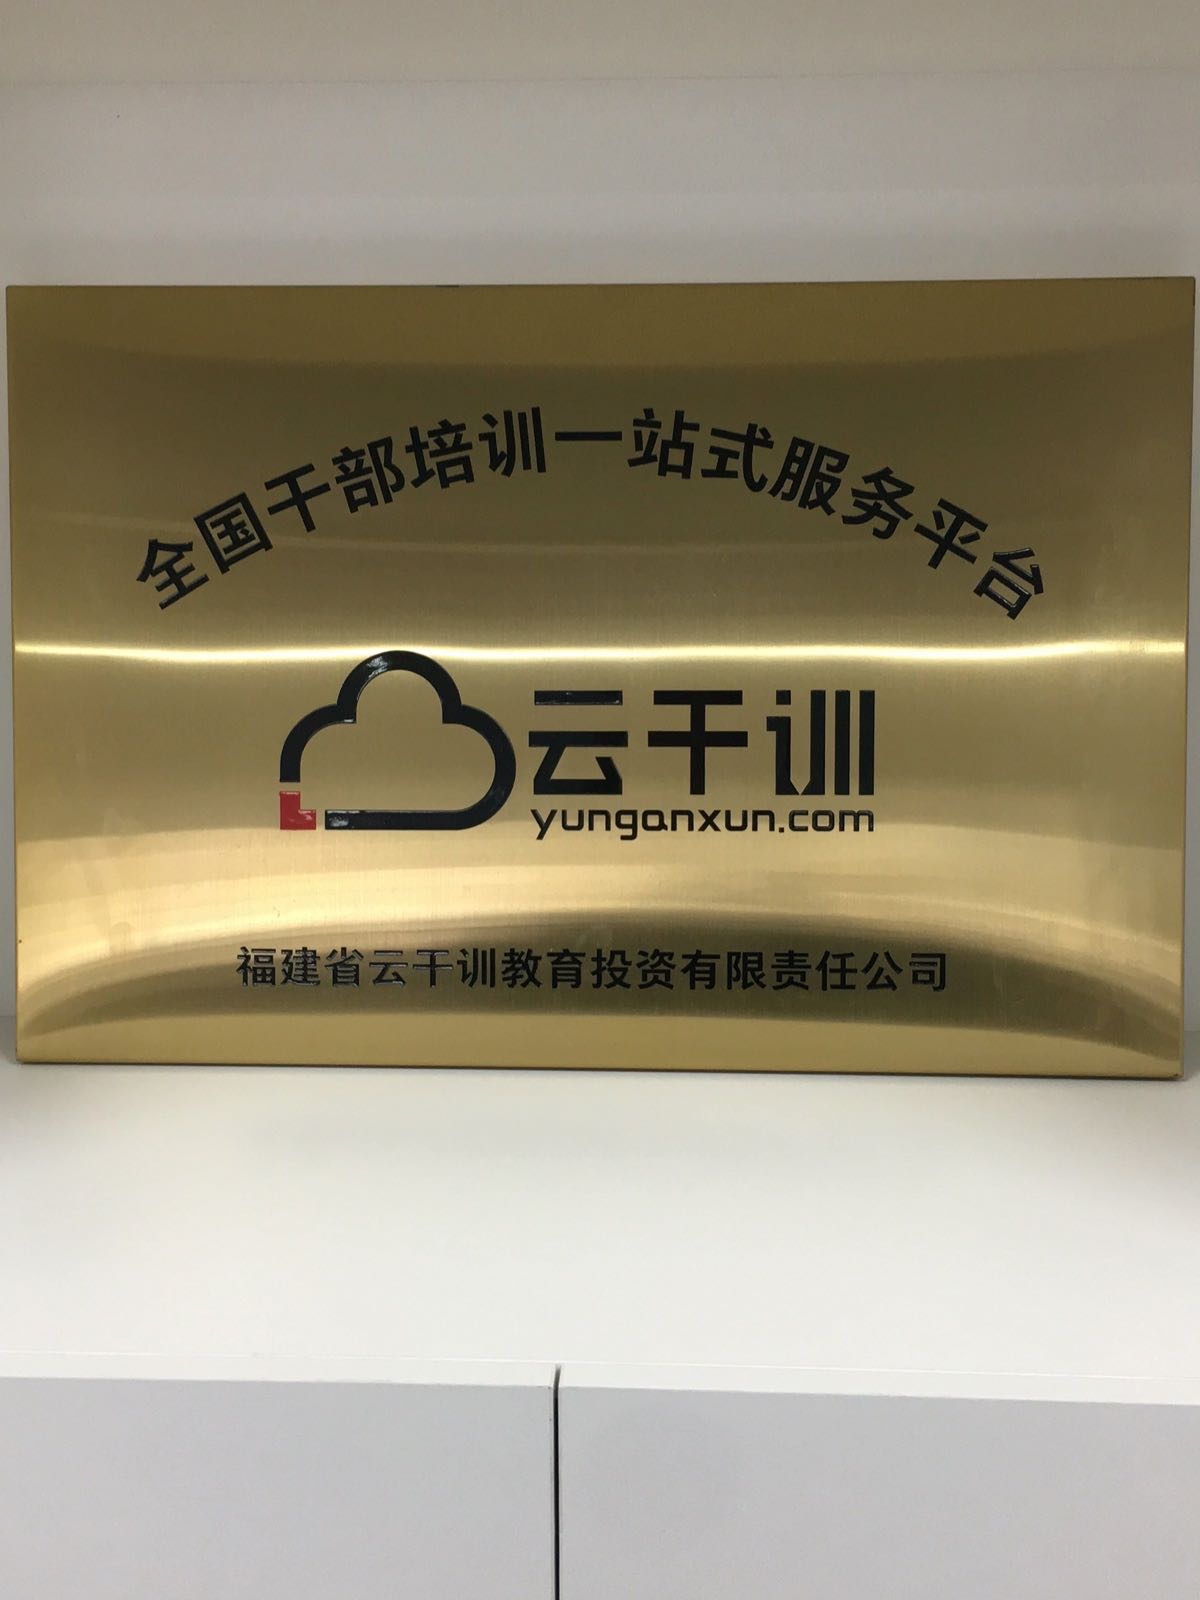 全国干部培训一站式服务平台
云干训
yunganxun.com
福建省云干训教育投资有限责任公司